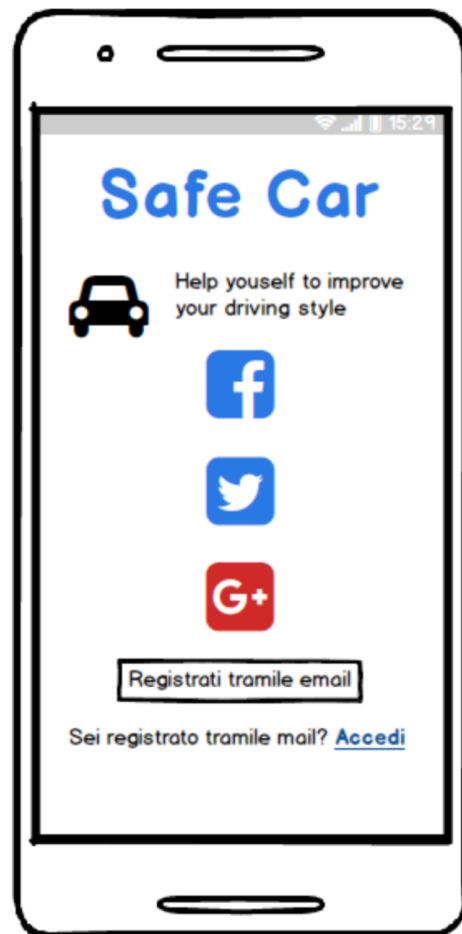 15:29
Safe Car
Help youself to improve
your driving style
G+
Registrati tramile email
Sei registrato tramile mail? Accedi